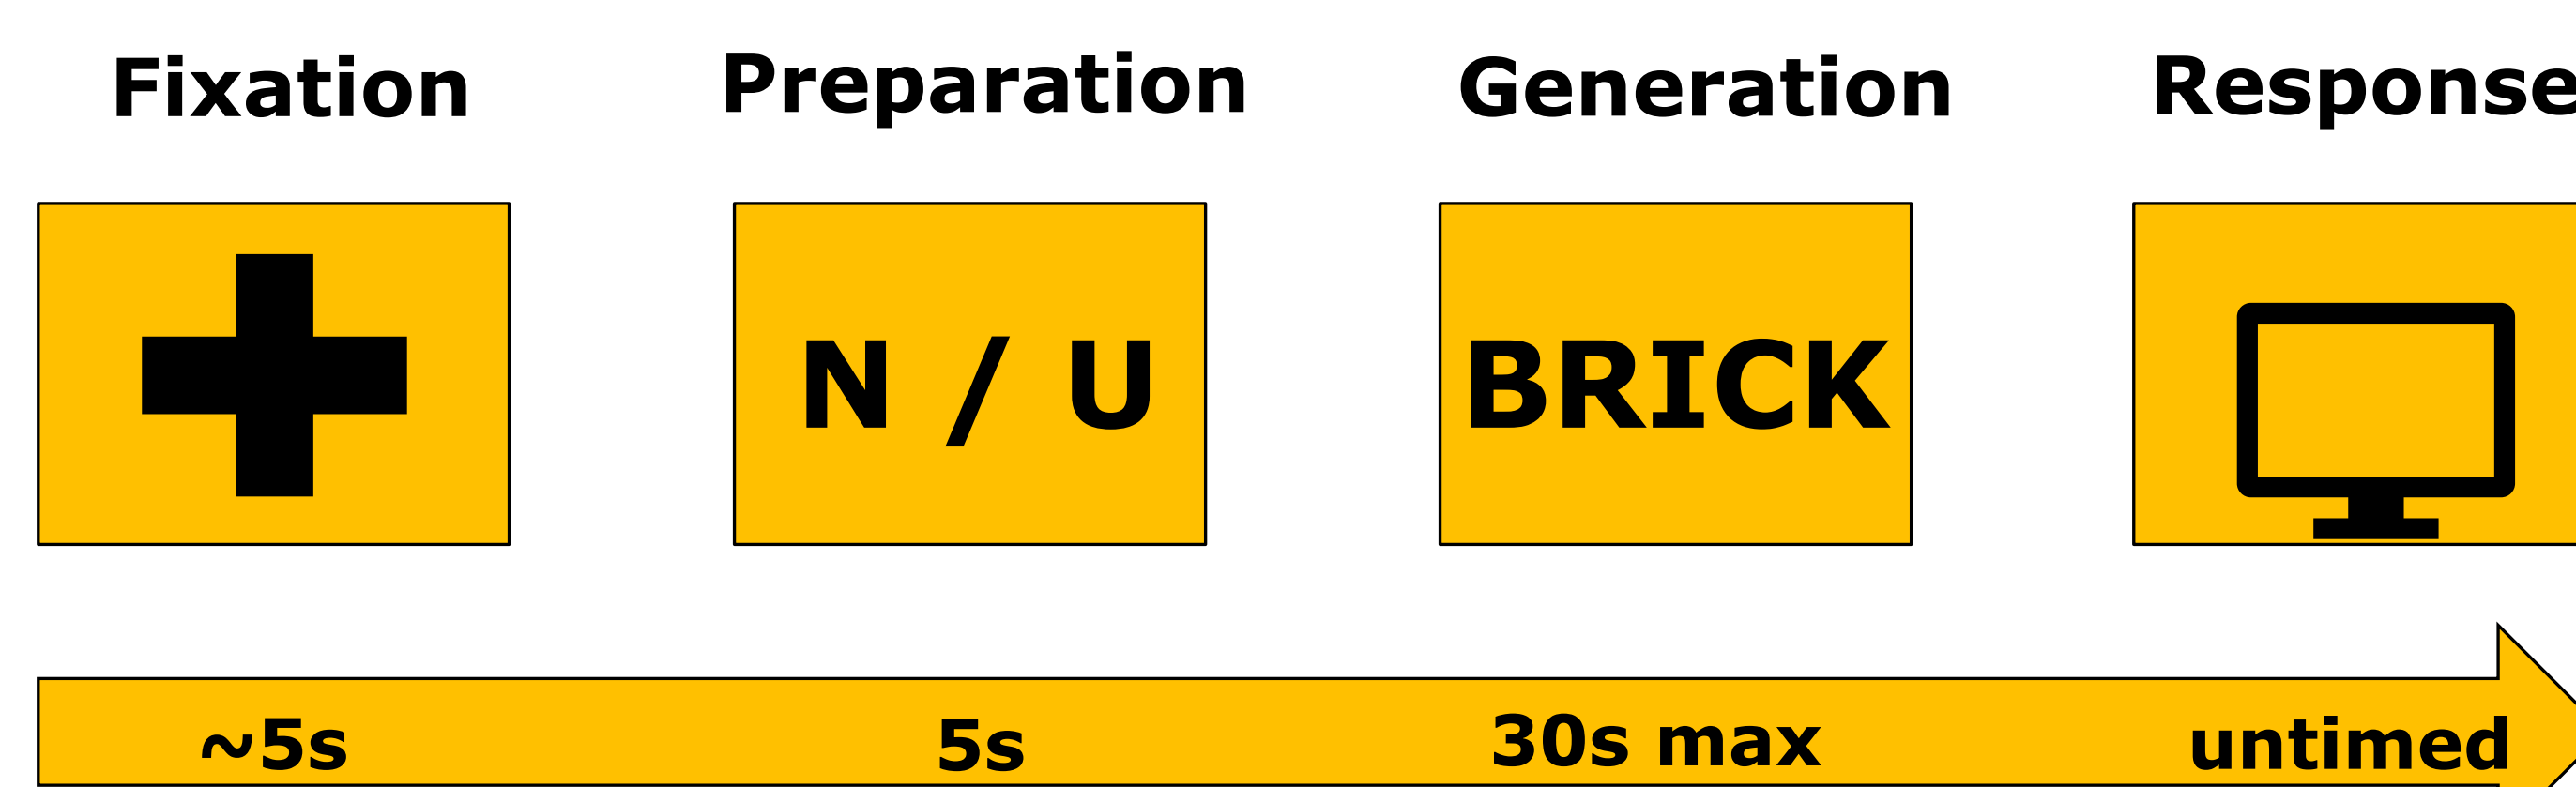 Fixation Preparation Generation Response
N / U BRICK
~5s 5s 30s max untimed